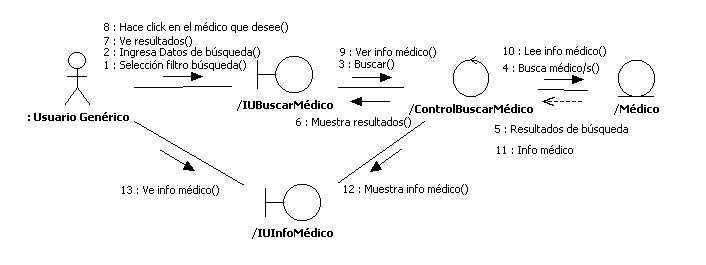 8 : Hace click en el médico que desee()
7 : Ve resultados()
2 : Ingresa Datos de búsqueda()
1 : Selección filtro búsqueda()
9 : Ver info médico()
3 : Buscar()
10 : Lee info médico()
4 : Busca médico/s()
: Usuario Genérico
/IUBuscarMédico
/ControlBuscarMédico
/Médico
6 : Muestra resultados()
5 : Resultados de búsqueda
11 : Info médico
13 : Ve info médico()
12 : Muestra info médico()
/IUInfoMédico